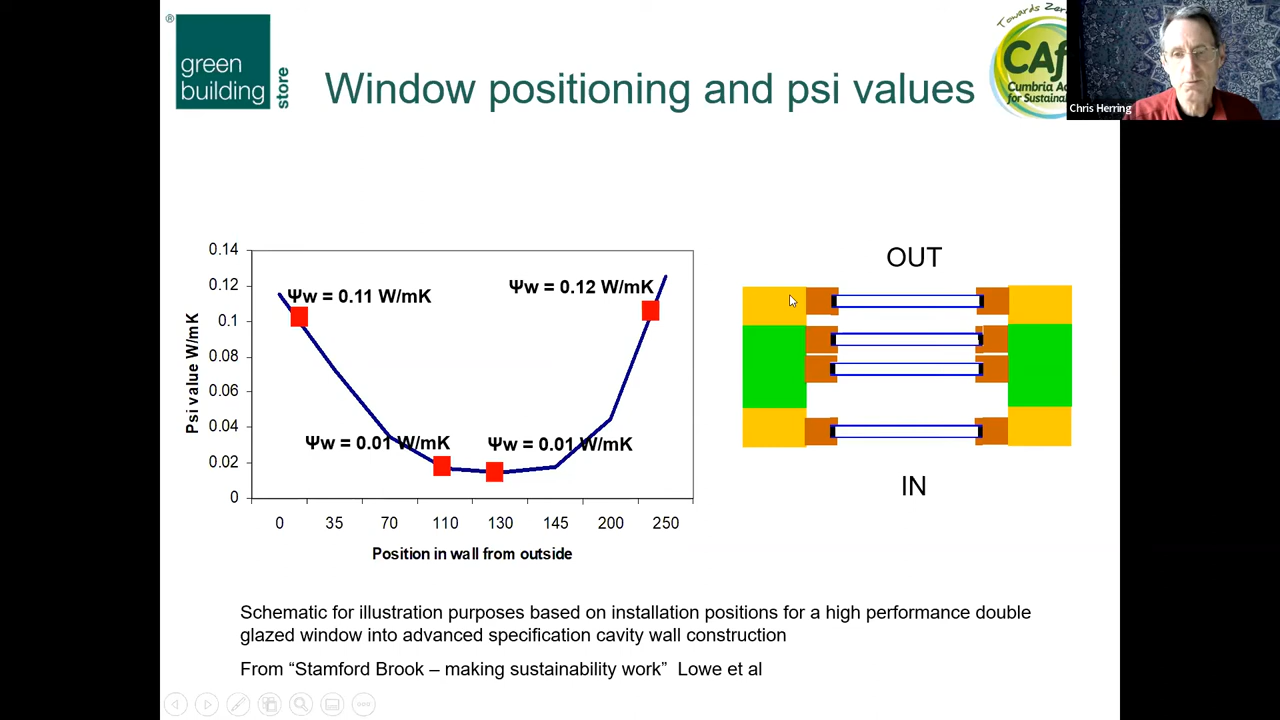 ®
green
building
store
Window positioning and psi values
Towards Zer
CAf
Cumbria Ac
for Sustaina
Chris Herring
0.14
0.12
0.1
0.08
0.06
0.04
0.02
0
Psi value W/mK
Ψw = 0.11 W/mK
Ψw = 0.12 W/mK
Ψw = 0.01 W/mK
Ψw = 0.01 W/mK
0 35 70 110 130 145 200 250
Position in wall from outside
OUT
IN
Schematic for illustration purposes based on installation positions for a high performance double
glazed window into advanced specification cavity wall construction
From “Stamford Brook – making sustainability work” Lowe et al